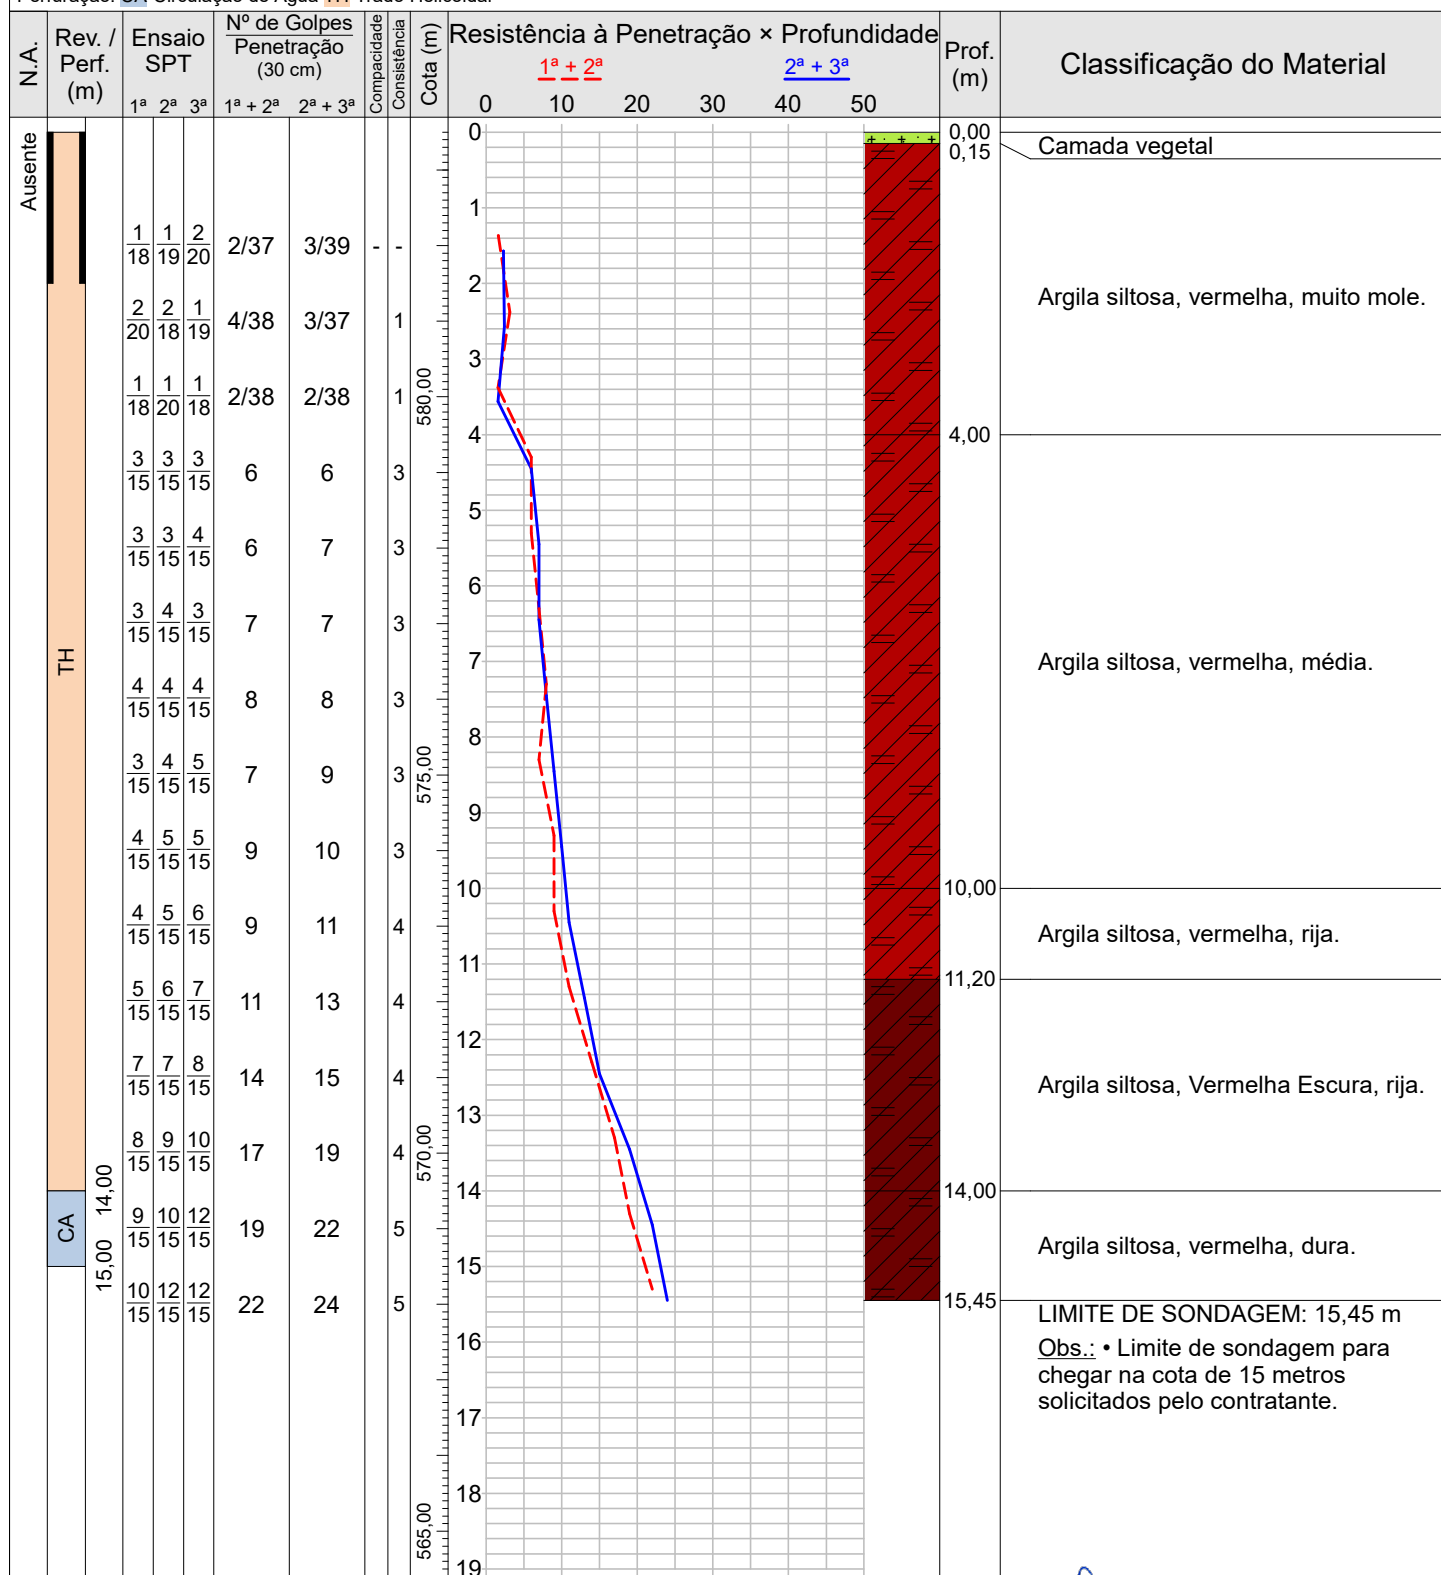 N.A.
Rev. / Perf. (m)
Ensaio SPT
1ª 2ª 3ª
Nº de Golpes
Penetração
(30 cm)
1ª + 2ª 2ª + 3ª
Compacidade
Consistência
Cota (m)
Resistência à Penetração × Profundidade
1ª + 2ª 2ª + 3ª
0 10 20 30 40 50
Prof. (m)
Classificação do Material
Ausente
TH
CA
14,00
15,00
1/18 1/19 2/20 2/37 3/39 - -
2/20 2/18 1/19 4/38 3/37 1
1/18 1/20 1/18 2/38 2/38 1
3/15 3/15 3/15 6 6 3
3/15 3/15 4/15 6 7 3
3/15 4/15 3/15 7 7 3
4/15 4/15 4/15 8 8 3
3/15 4/15 5/15 7 9 3
4/15 5/15 5/15 9 10 3
4/15 5/15 6/15 9 11 4
5/15 6/15 7/15 11 13 4
7/15 7/15 8/15 14 15 4
8/15 9/15 10/15 17 19 4
9/15 10/15 12/15 19 22 5
10/15 12/15 12/15 22 24 5
580,00
575,00
570,00
565,00
0
1
2
3
4
5
6
7
8
9
10
11
12
13
14
15
16
17
18
19
0,00
0,15
Camada vegetal
Argila siltosa, vermelha, muito mole.
4,00
Argila siltosa, vermelha, média.
10,00
Argila siltosa, vermelha, rija.
11,20
Argila siltosa, Vermelha Escura, rija.
14,00
Argila siltosa, vermelha, dura.
15,45
LIMITE DE SONDAGEM: 15,45 m
Obs.: • Limite de sondagem para
chegar na cota de 15 metros
solicitados pelo contratante.